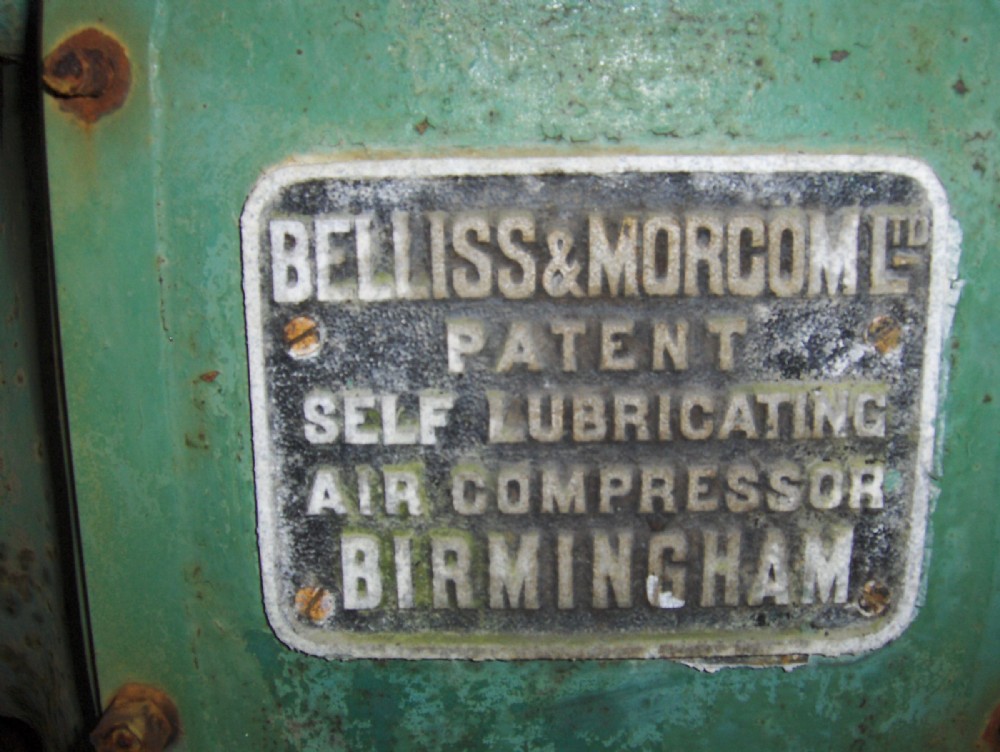 BELLISS & MORCOM LTD
PATENT
SELF LUBRICATING
AIR COMPRESSOR
BIRMINGHAM